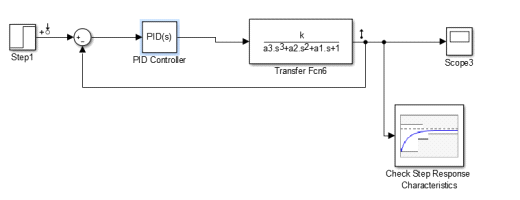 Step1
PID(s)
PID Controller
k
a3.s3+a2.s2+a1.s+1
Transfer Fcn6
Scope3
Check Step Response
Characteristics